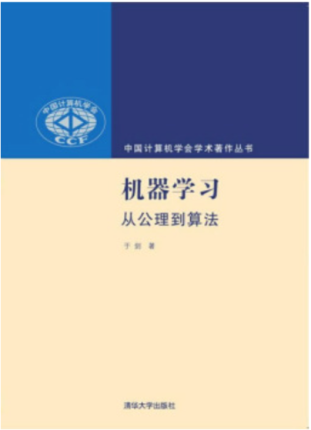 中国计算机学会
CCF
中国计算机学会学术著作丛书
机器学习
从公理到算法
于剑 著
清华大学出版社